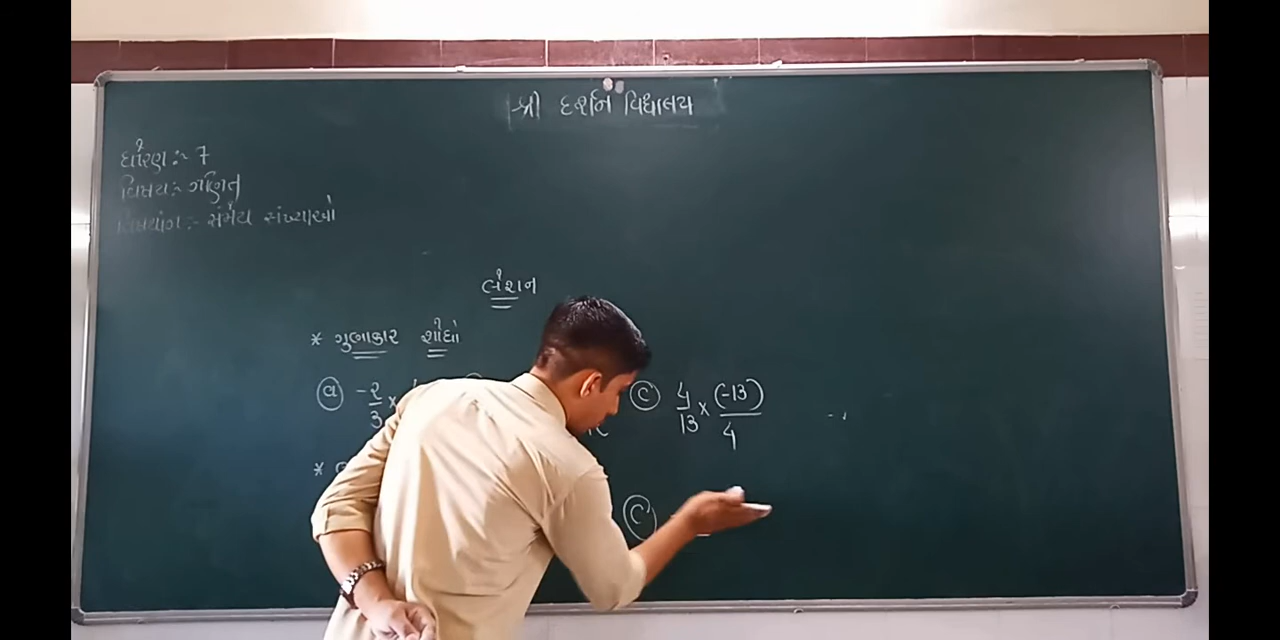 શ્રી દર્શન વિધાલય
ધોરણ :- 7
વિષય :- ગણિત
વિષયાંગ :- સંમેય સંખ્યાઓ
લેશન
* ગુણાકાર શોધો
(a) -2/3 ×
(C) 4/13 × (-13)/4
*
(C)